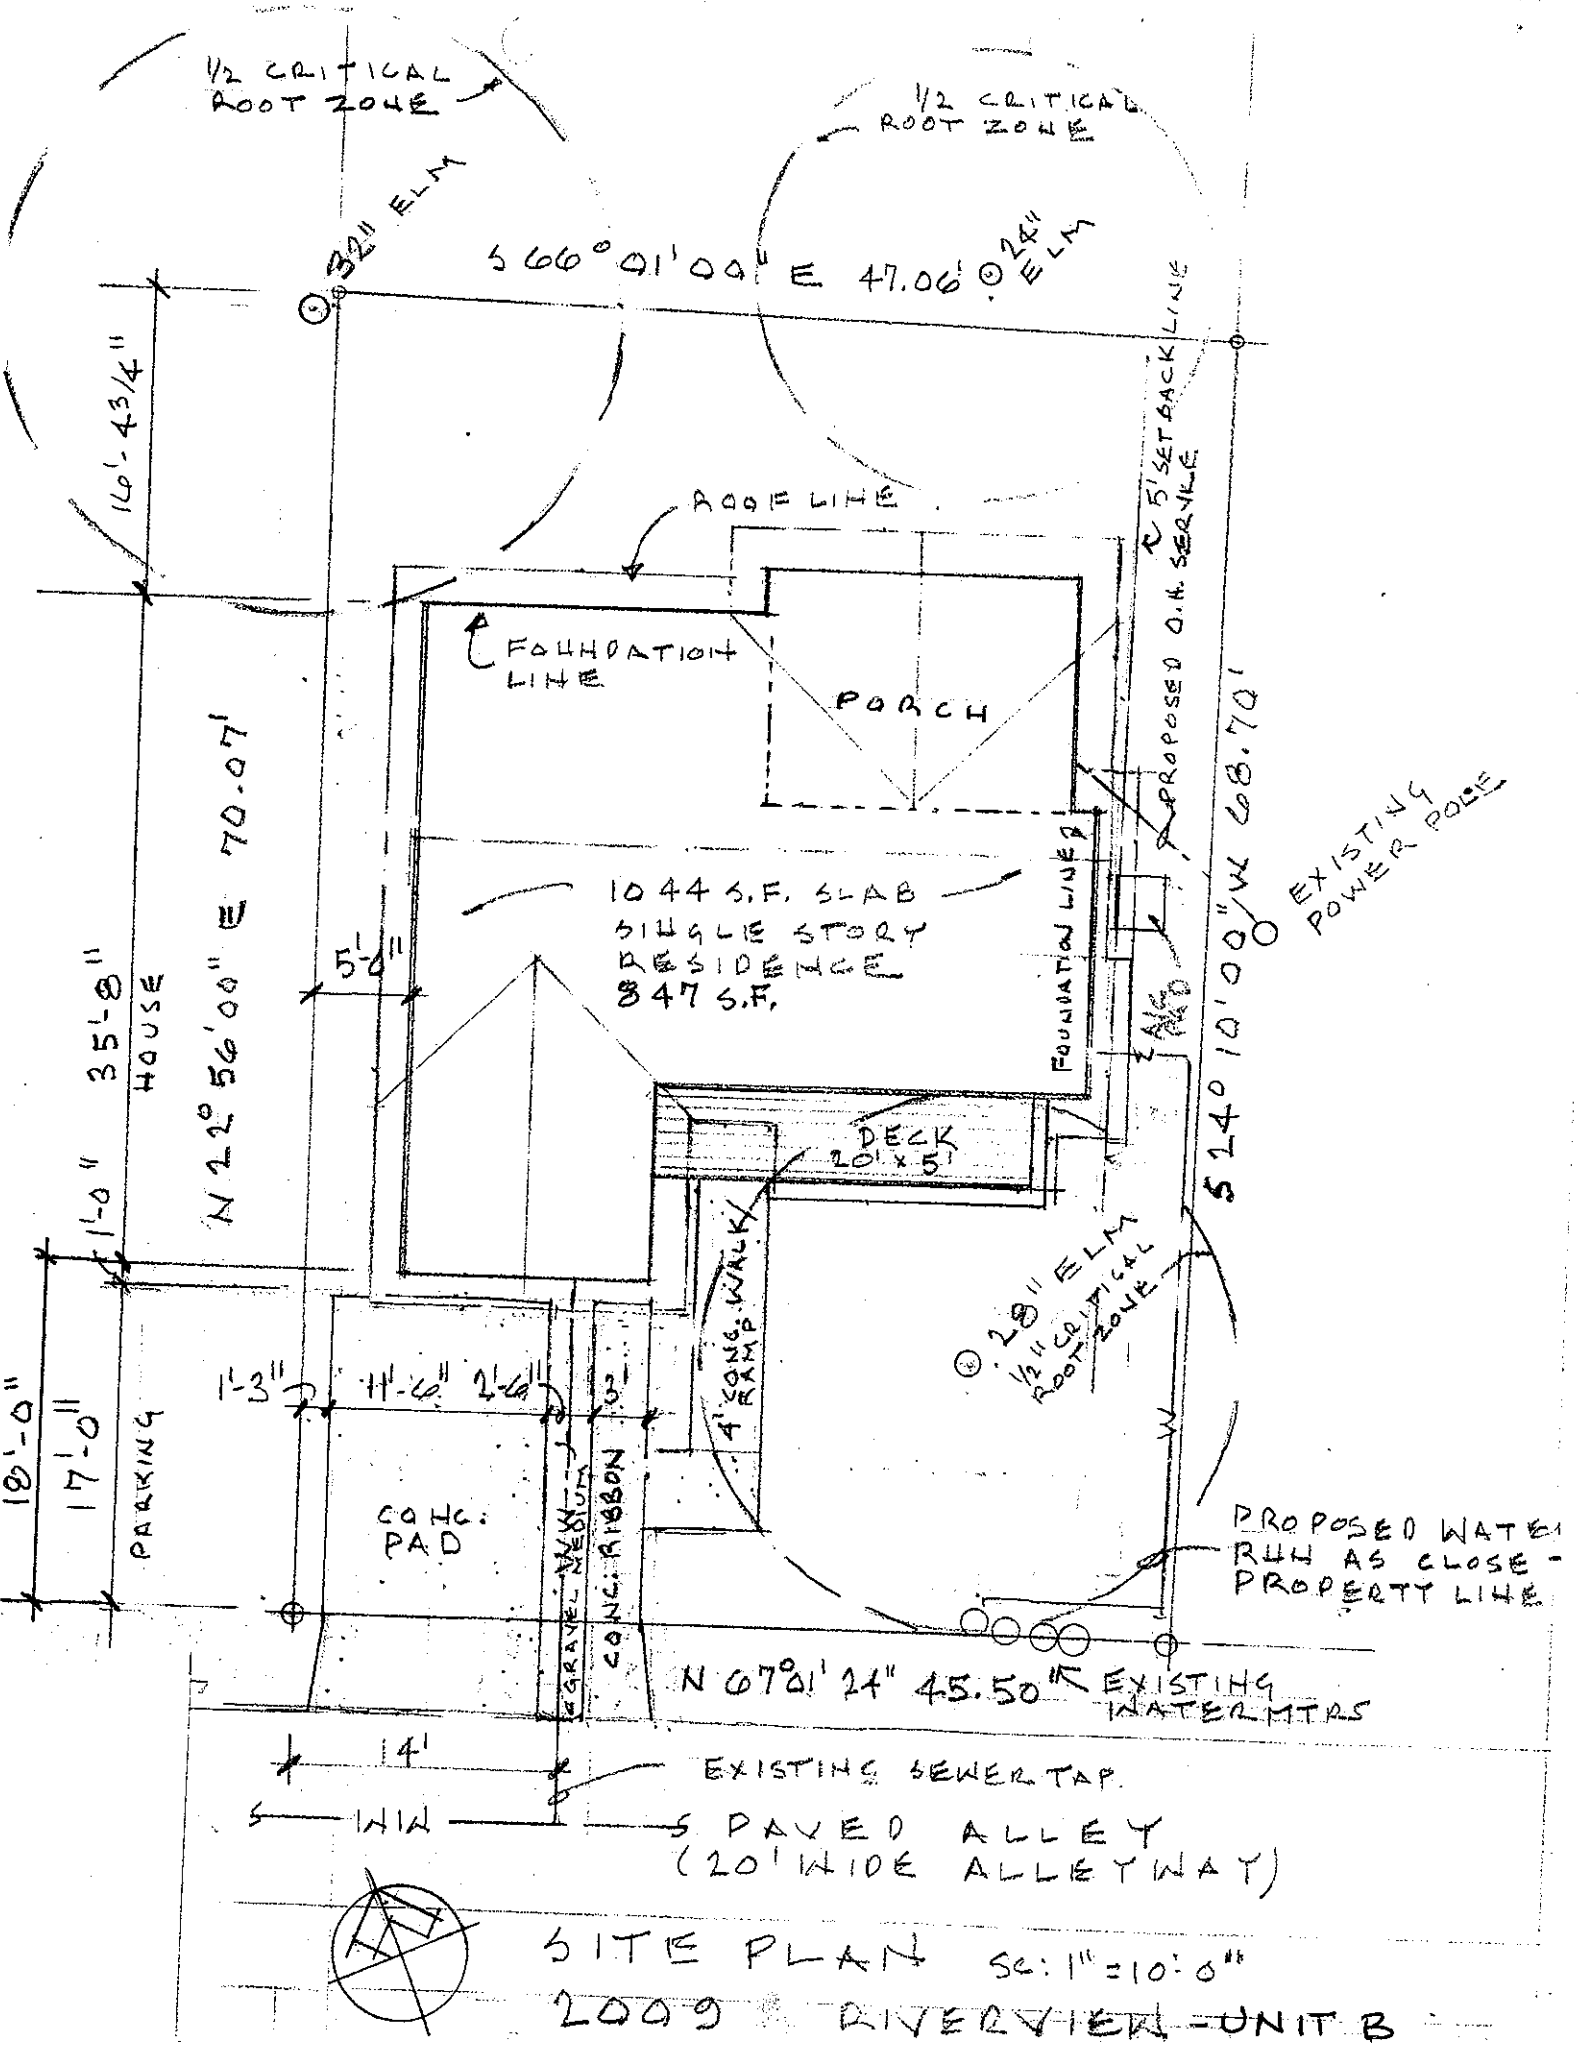 1/2 CRITICAL
ROOT ZONE
1/2 CRITICAL
ROOT ZONE
32" ELM
S 66° 01' 00" E 47.06'
24"
ELM
16'-4 3/4"
5' SETBACK LINE
PROPOSED O.H. SERVICE
ROOF LINE
FOUNDATION
LINE
PORCH
N 22° 56' 00" E 70.07'
S 24° 10' 00" W 68.70'
EXISTING
POWER POLE
35'-8"
HOUSE
5'-0"
1044 S.F. SLAB
SINGLE STORY
RESIDENCE
847 S.F.
FOUNDATION LINE
A/C
PAD
DECK
20' x 5'
1'-0"
4' CONC. WALK
RAMP
28" ELM
1/2" CRITICAL
ROOT ZONE
18'-0"
17'-0"
PARKING
1'-3"
11'-6"
2'-6"
3'
CONC.
PAD
WW
GRAVEL MEDIUM
CONC. RIBBON
W
PROPOSED WATE
RUN AS CLOSE -
PROPERTY LINE
N 67° 01' 24" 45.50'
EXISTING
WATER MTRS
14'
EXISTING SEWER TAP.
S WW S
PAVED ALLEY
(20' WIDE ALLEYWAY)
SITE PLAN SC: 1" = 10'-0"
2009 RIVERVIEW - UNIT B